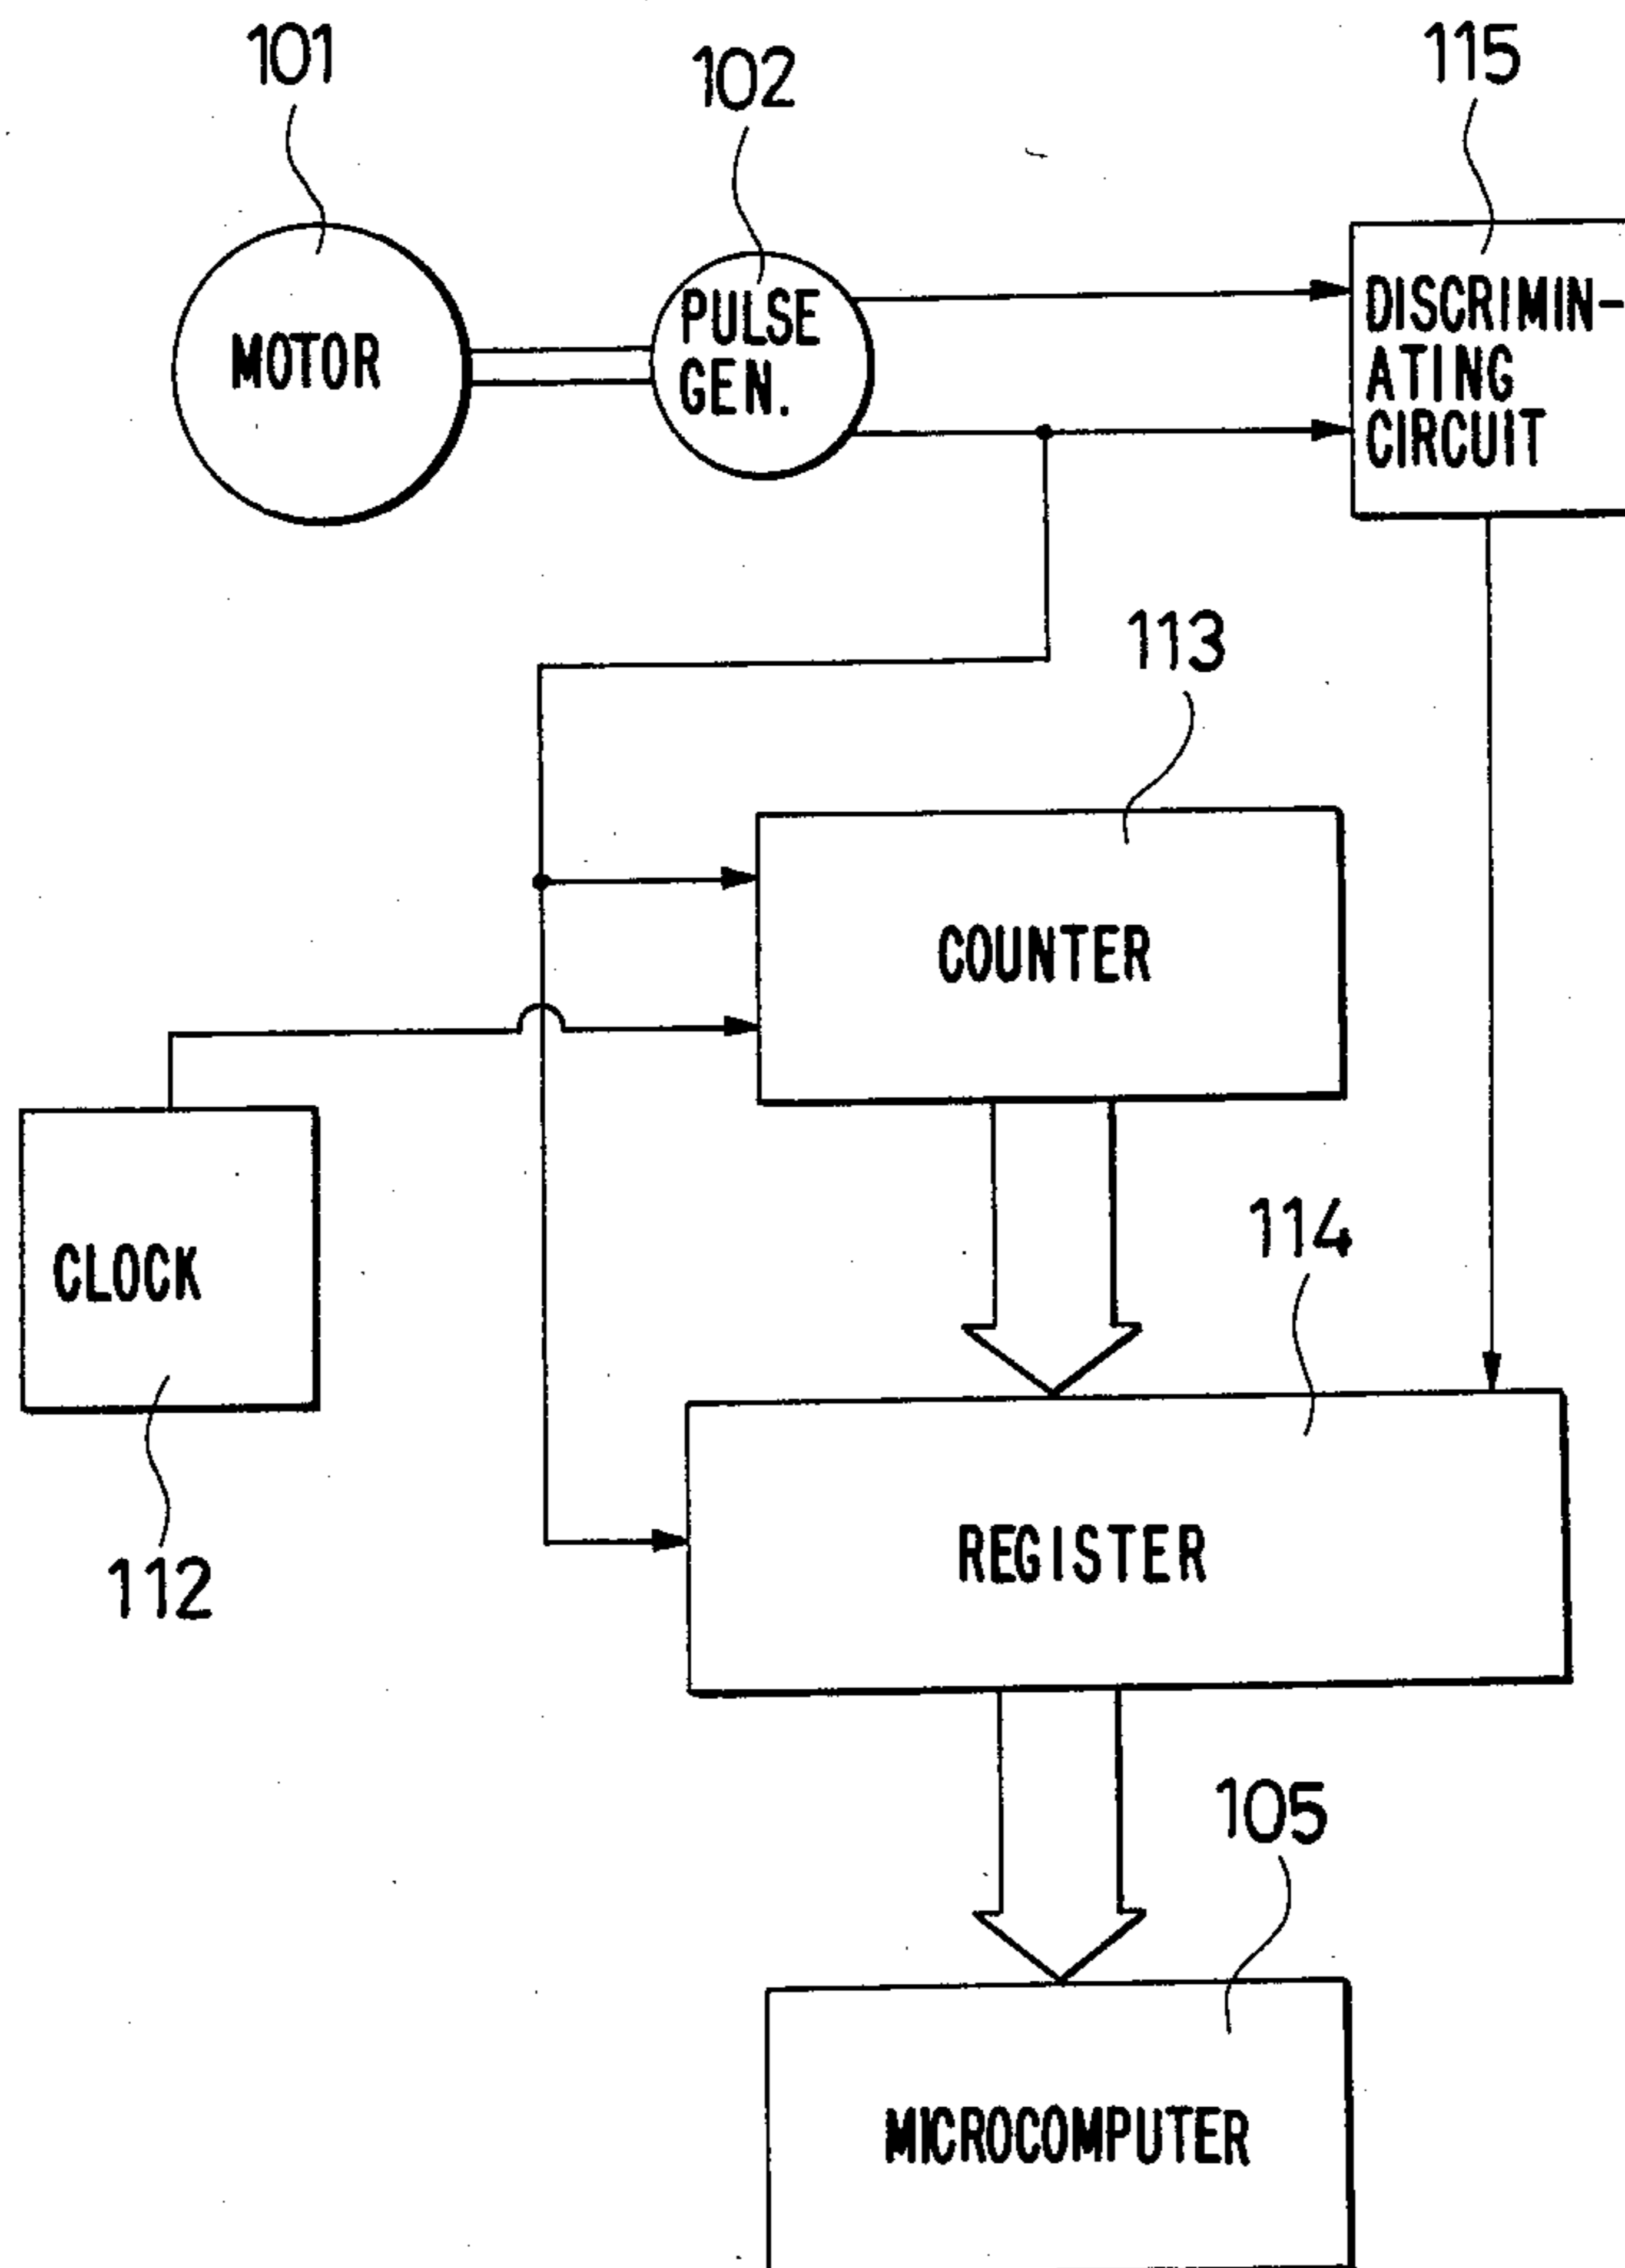 101
102
115
MOTOR
PULSE
GEN.
DISCRIMIN-
ATING
CIRCUIT
113
COUNTER
114
CLOCK
112
REGISTER
105
MICROCOMPUTER